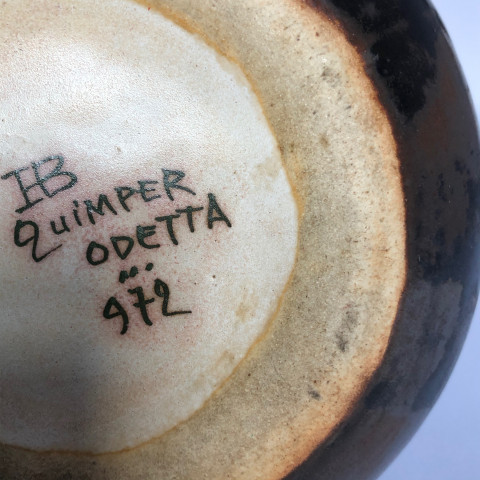 HB
QUiMPER
ODETTA
972